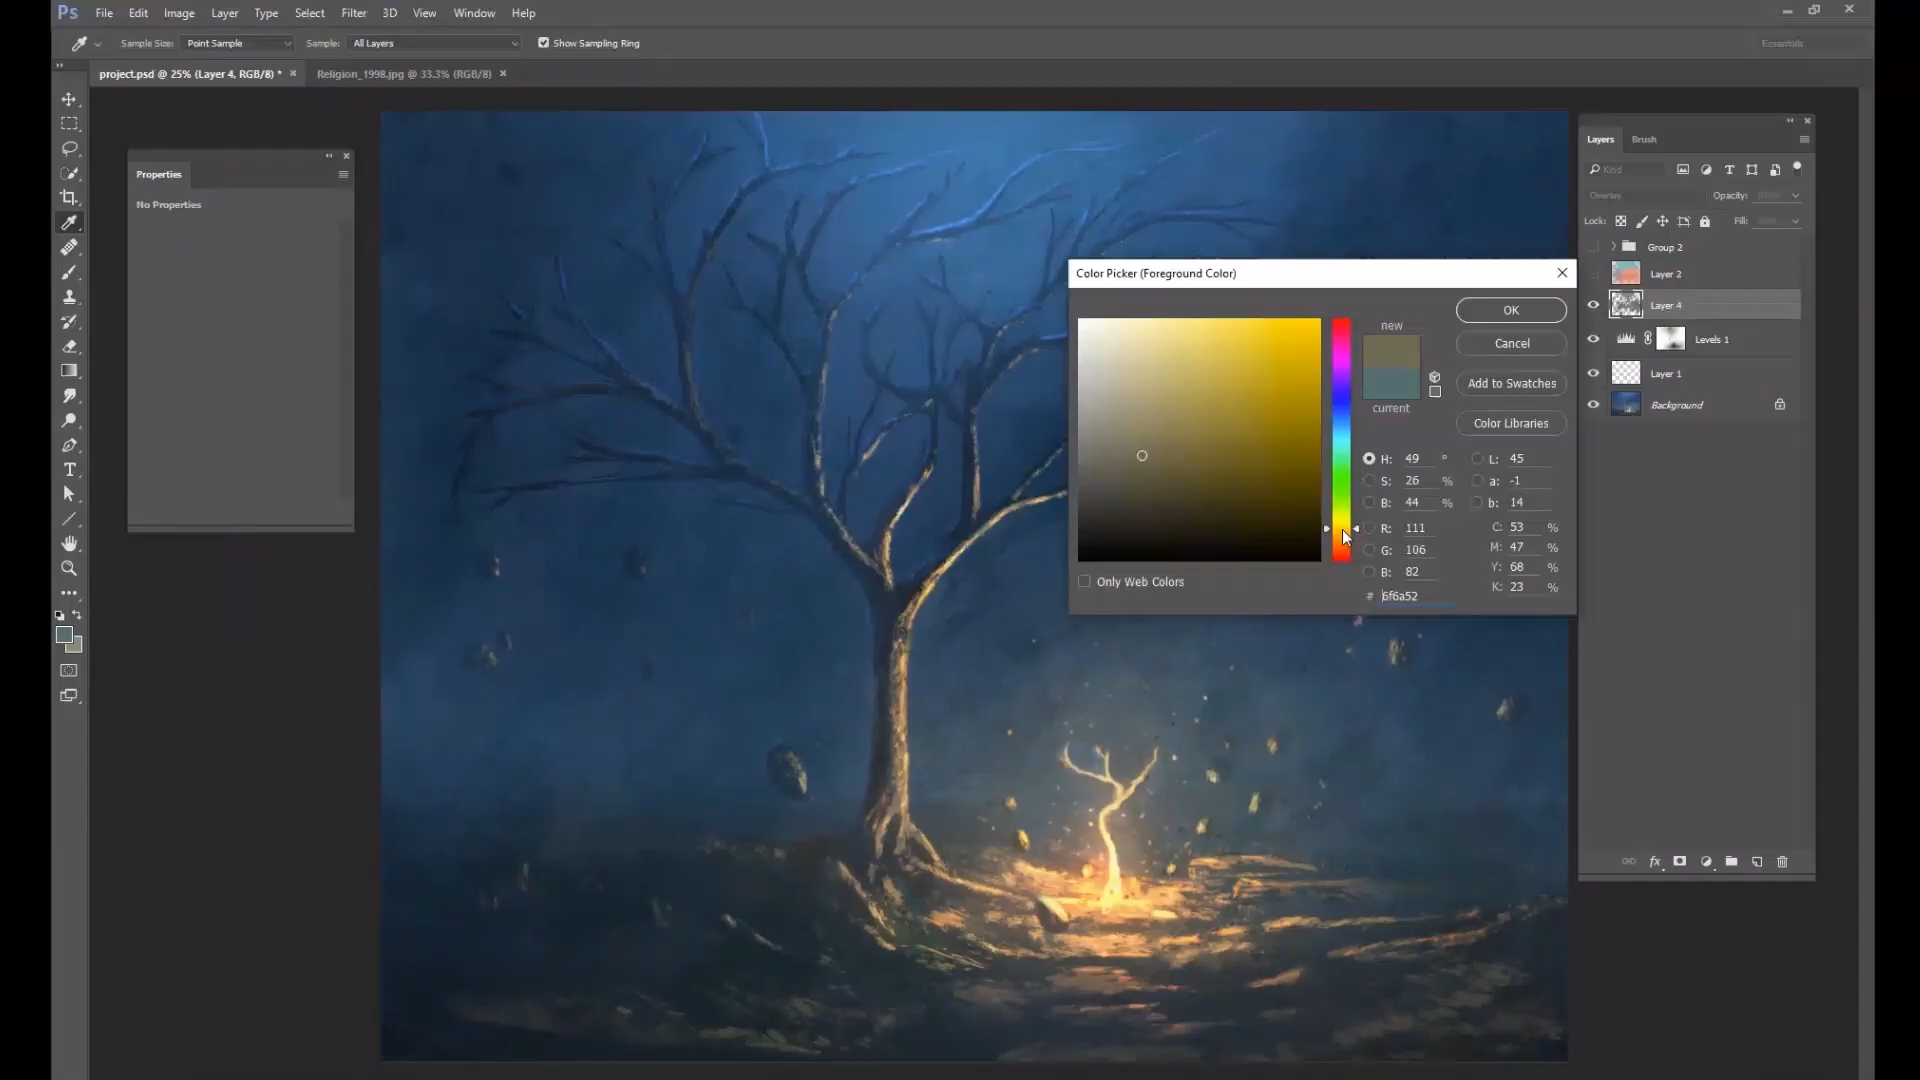 Ps File Edit Image Layer Type Select Filter 3D View Window Help
Sample Size: Point Sample Sample: All Layers Show Sampling Ring Essentials
project.psd @ 25% (Layer 4, RGB/8) * Religion_1998.jpg @ 33.3% (RGB/8)
Properties
No Properties
Color Picker (Foreground Color)
new
current
OK
Cancel
Add to Swatches
Color Libraries
H: 49 ° L: 45
S: 26 % a: -1
B: 44 % b: 14
R: 111 C: 53 %
G: 106 M: 47 %
B: 82 Y: 68 %
K: 23 %
# 6f6a52
Only Web Colors
Layers Brush
Kind
Overlay Opacity:
Lock: Fill:
Group 2
Layer 2
Layer 4
Levels 1
Layer 1
Background
fx